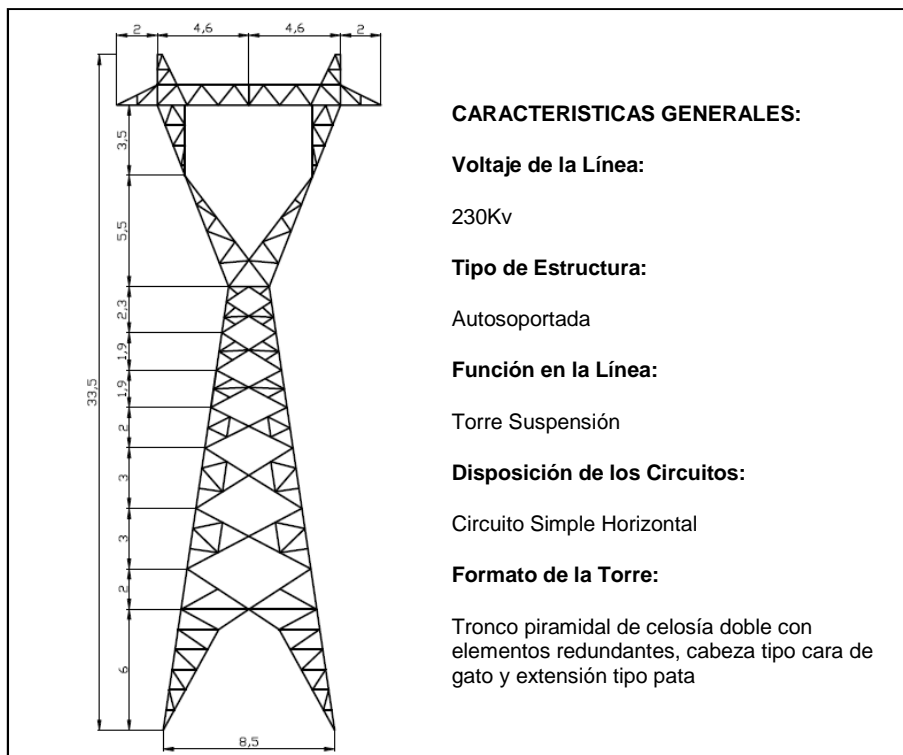 2
4,6
4,6
2
3,5
5,5
2,3
1,9
1,9
2
3
3
2
6
33,5
8,5
CARACTERISTICAS GENERALES:
Voltaje de la Línea:
230Kv
Tipo de Estructura:
Autosoportada
Función en la Línea:
Torre Suspensión
Disposición de los Circuitos:
Circuito Simple Horizontal
Formato de la Torre:
Tronco piramidal de celosía doble con
elementos redundantes, cabeza tipo cara de
gato y extensión tipo pata